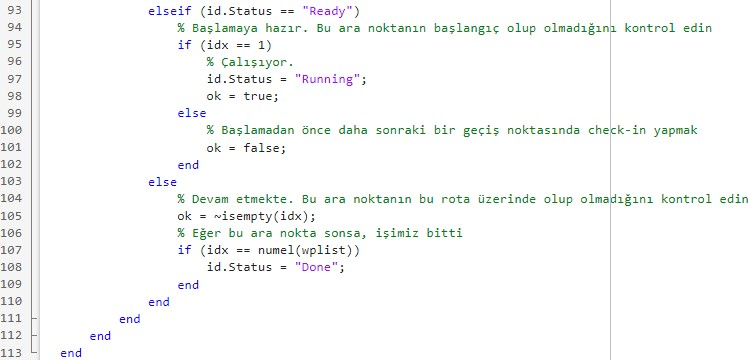 93 elseif (id.Status == "Ready")
94 % Başlamaya hazır. Bu ara noktanın başlangıç olup olmadığını kontrol edin
95 if (idx == 1)
96 % Çalışıyor.
97 id.Status = "Running";
98 ok = true;
99 else
100 % Başlamadan önce daha sonraki bir geçiş noktasında check-in yapmak
101 ok = false;
102 end
103 else
104 % Devam etmekte. Bu ara noktanın bu rota üzerinde olup olmadığını kontrol edin
105 ok = ~isempty(idx);
106 % Eğer bu ara nokta sonsa, işimiz bitti
107 if (idx == numel(wplist))
108 id.Status = "Done";
109 end
110 end
111 end
112 end
113 end